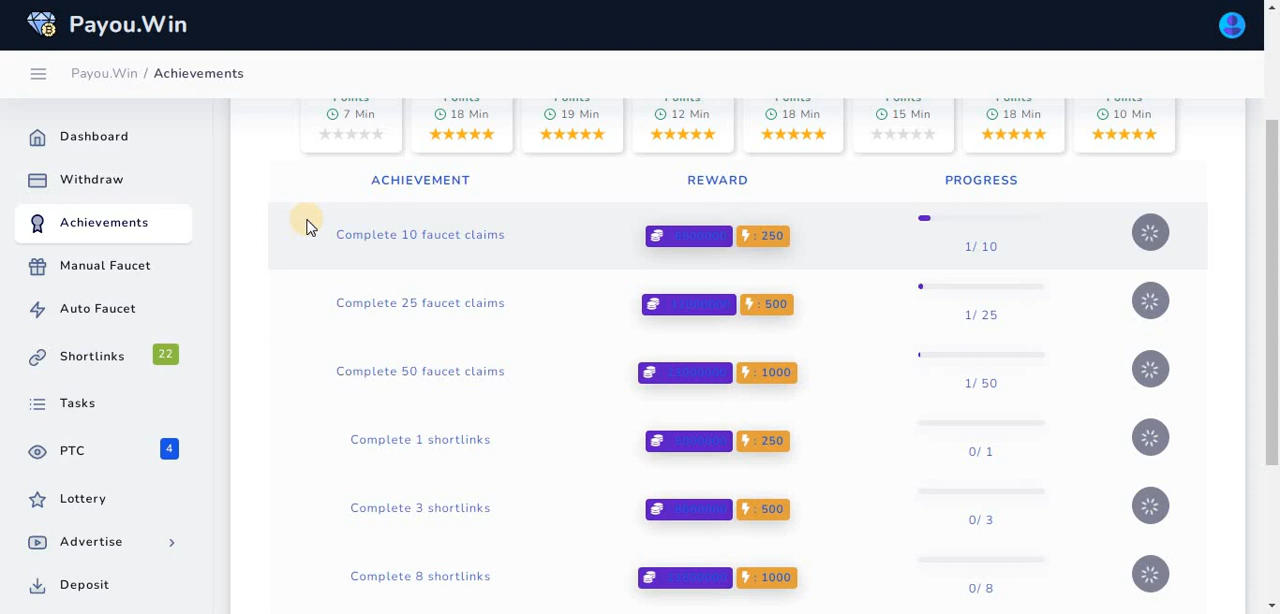 Payou.Win
Payou.Win / Achievements
Points Points Points Points Points Points Points Points
7 Min 18 Min 19 Min 12 Min 18 Min 15 Min 18 Min 10 Min
Dashboard
Withdraw
Achievements
Manual Faucet
Auto Faucet
Shortlinks 22
Tasks
PTC 4
Lottery
Advertise
Deposit
ACHIEVEMENT REWARD PROGRESS
Complete 10 faucet claims : 250 1/ 10
Complete 25 faucet claims : 500 1/ 25
Complete 50 faucet claims : 1000 1/ 50
Complete 1 shortlinks : 250 0/ 1
Complete 3 shortlinks : 500 0/ 3
Complete 8 shortlinks : 1000 0/ 8